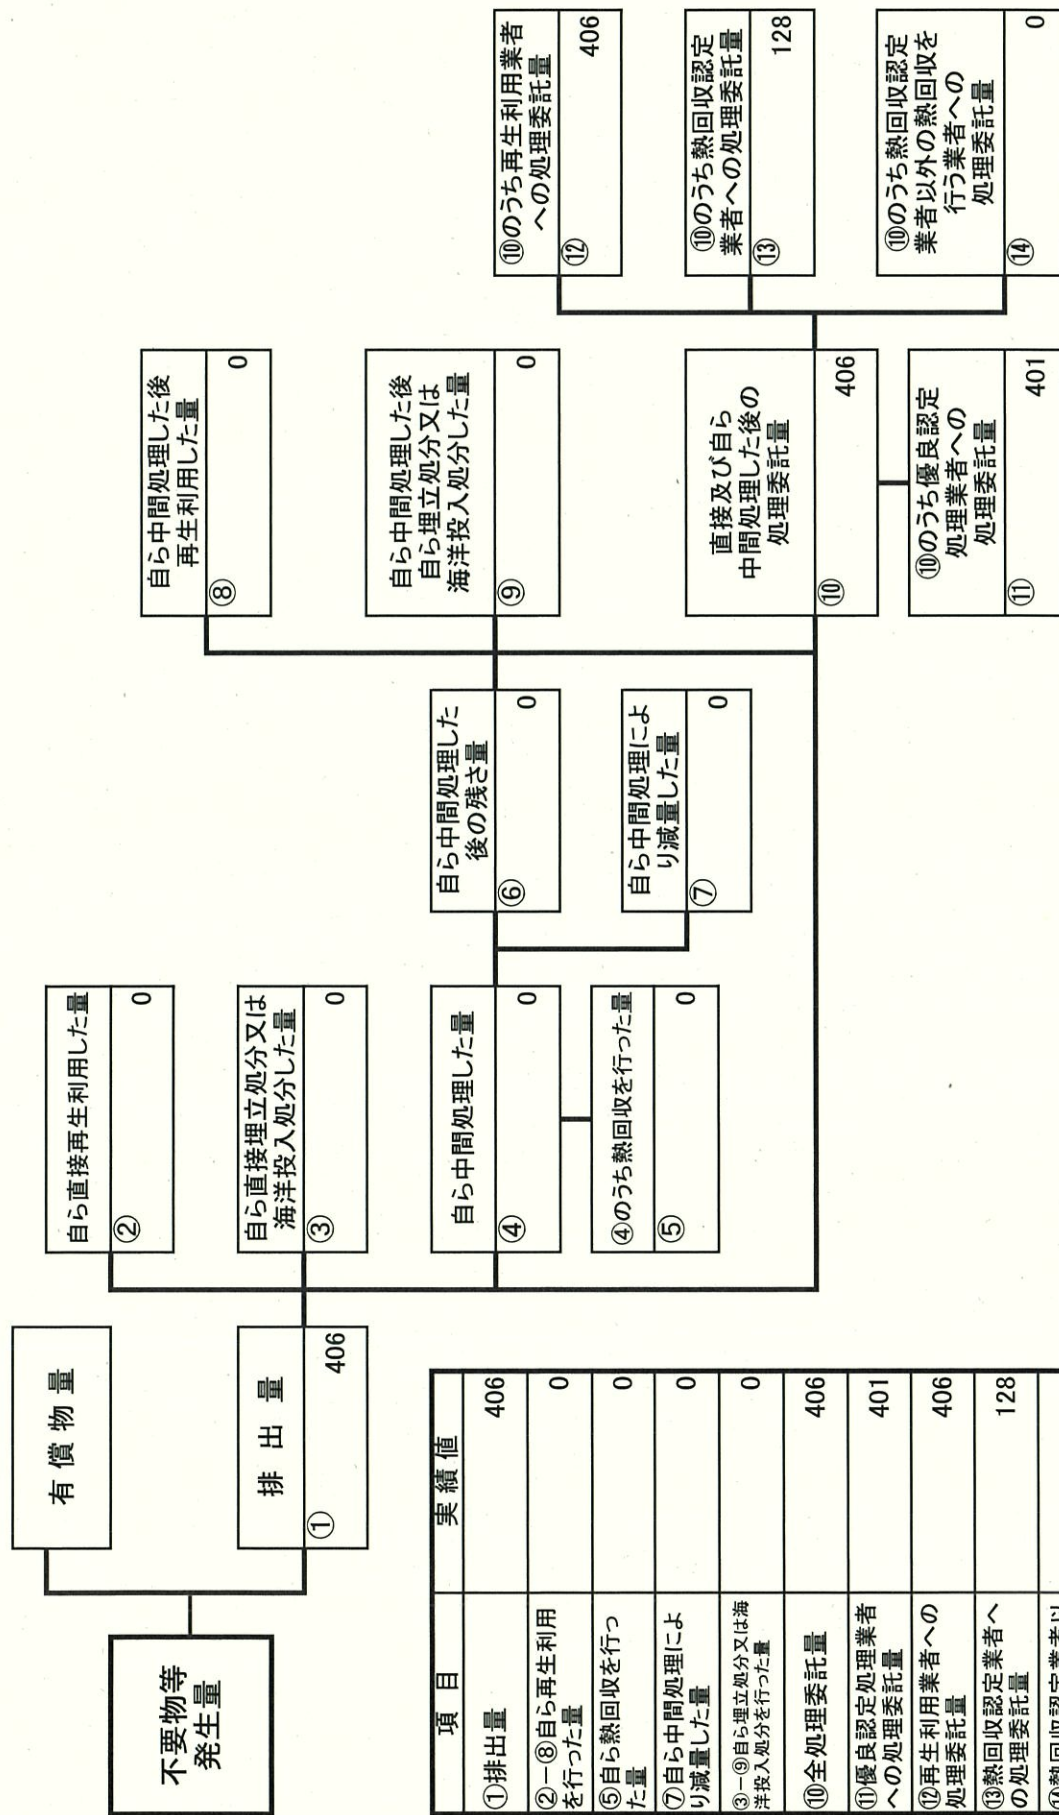 不要物等
発生量
有 償 物 量
排 出 量
① 406
自ら直接再生利用した量
② 0
自ら直接埋立処分又は
海洋投入処分した量
③ 0
自ら中間処理した量
④ 0
④のうち熱回収を行った量
⑤ 0
自ら中間処理した
後の残さ量
⑥ 0
自ら中間処理によ
り減量した量
⑦ 0
自ら中間処理した後
再生利用した量
⑧ 0
自ら中間処理した後
自ら埋立処分又は
海洋投入処分した量
⑨ 0
直接及び自ら
中間処理した後の
処理委託量
⑩ 406
⑩のうち優良認定
処理業者への
処理委託量
⑪ 401
⑩のうち再生利用業者
への処理委託量
⑫ 406
⑩のうち熱回収認定
業者への処理委託量
⑬ 128
⑩のうち熱回収認定
業者以外の熱回収を
行う業者への
処理委託量
⑭ 0
項 目 実 績 値
①排出量 406
②-⑧自ら再生利用
を行った量 0
⑤自ら熱回収を行っ
た量 0
⑦自ら中間処理によ
り減量した量 0
③-⑨自ら埋立処分又は海
洋投入処分を行った量 0
⑩全処理委託量 406
⑪優良認定処理業者
への処理委託量 401
⑫再生利用業者への
処理委託量 406
⑬熱回収認定業者へ
の処理委託量 128